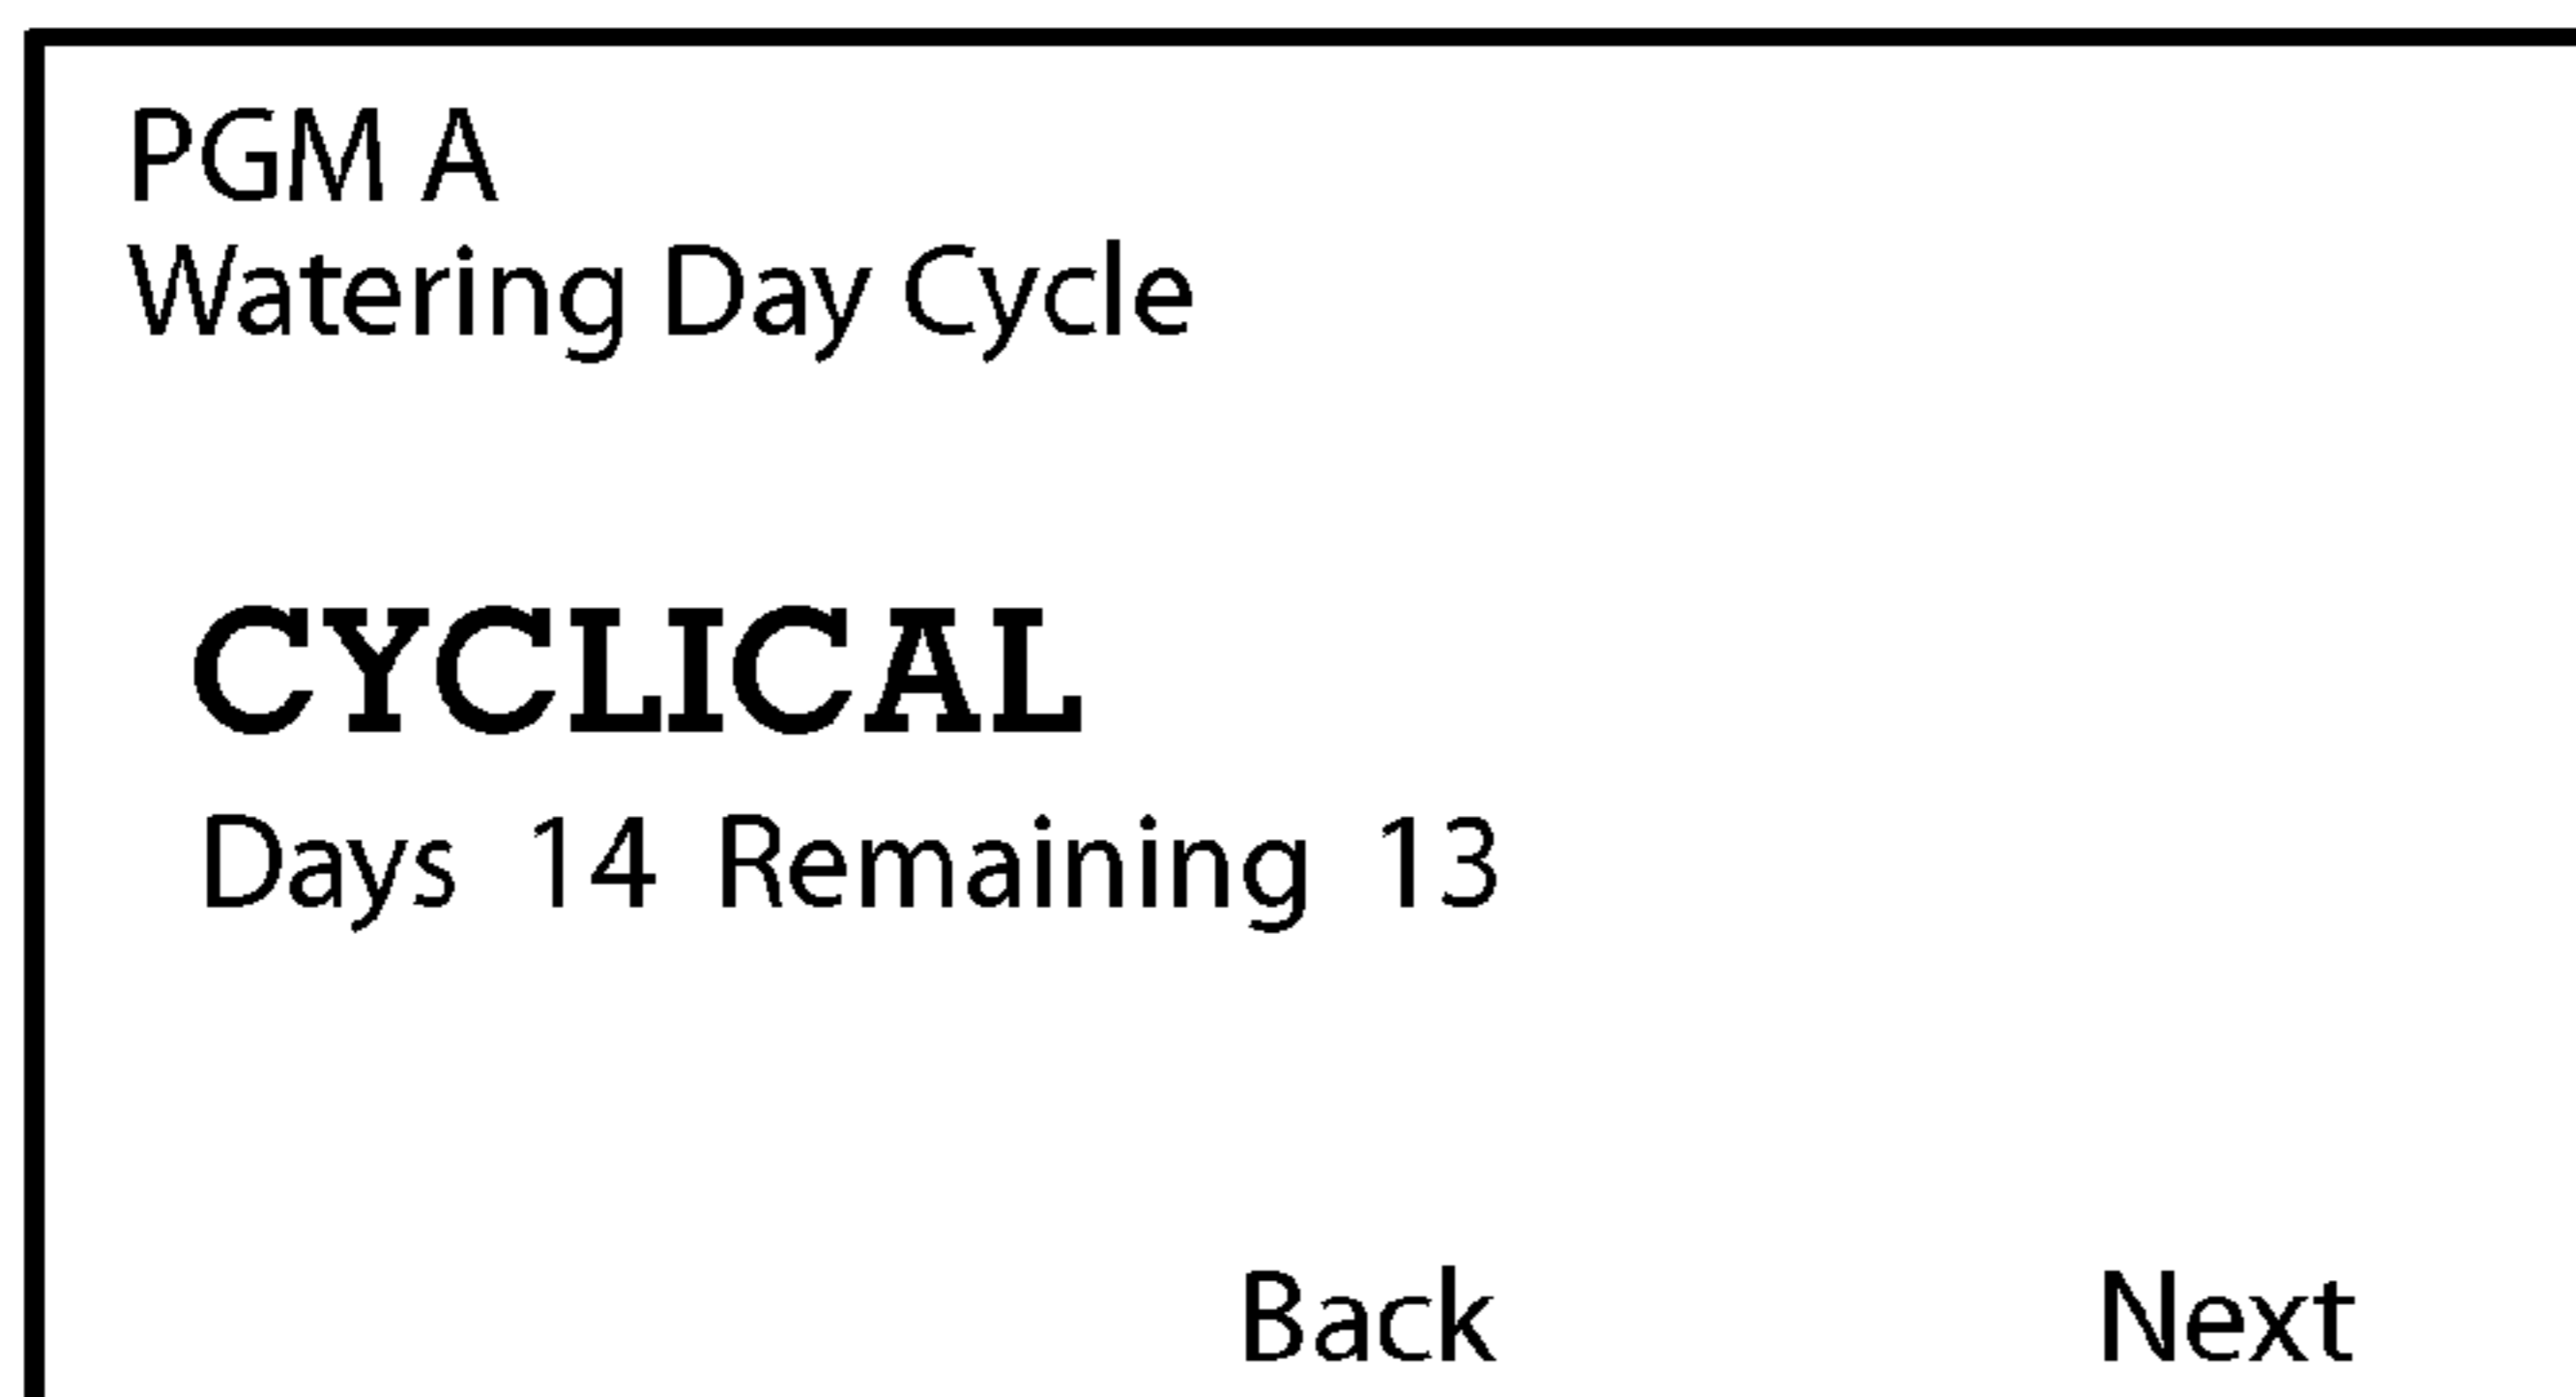 PGM A
Watering Day Cycle
CYCLICAL
Days 14 Remaining 13
Back Next